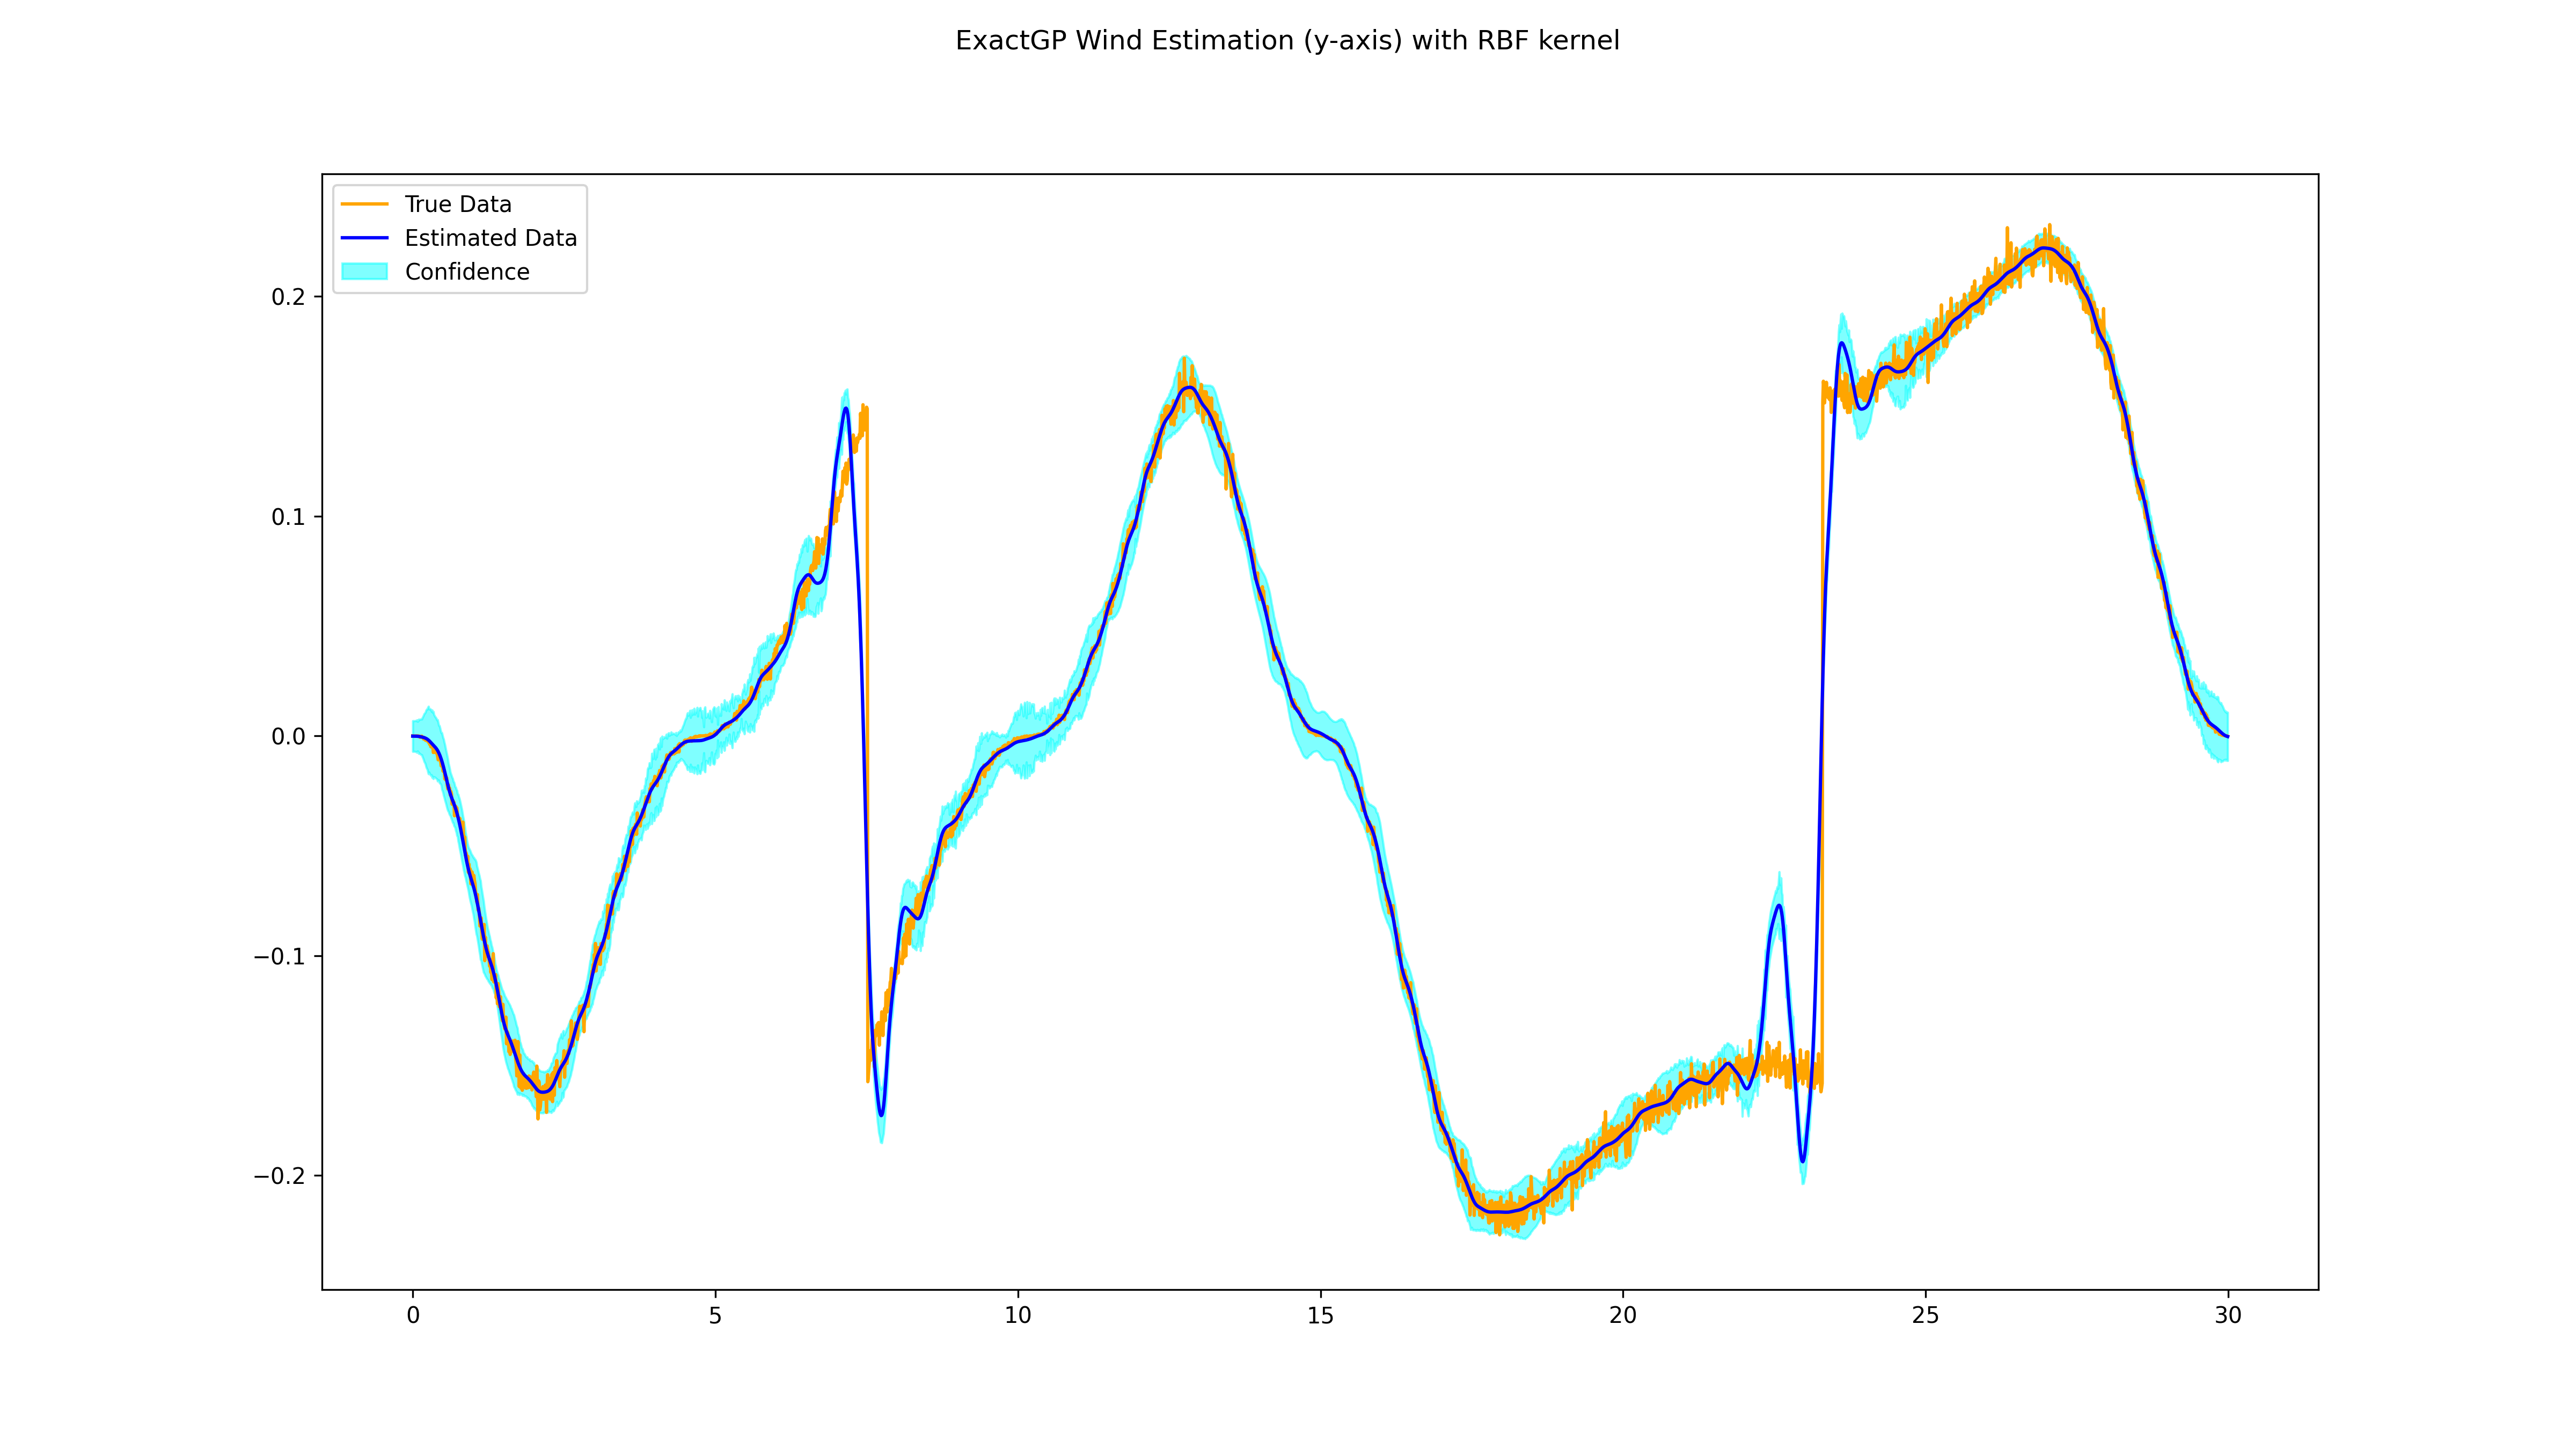 ExactGP Wind Estimation (y-axis) with RBF kernel
True Data
Estimated Data
Confidence
0.2
0.1
0.0
−0.1
−0.2
0 5 10 15 20 25 30